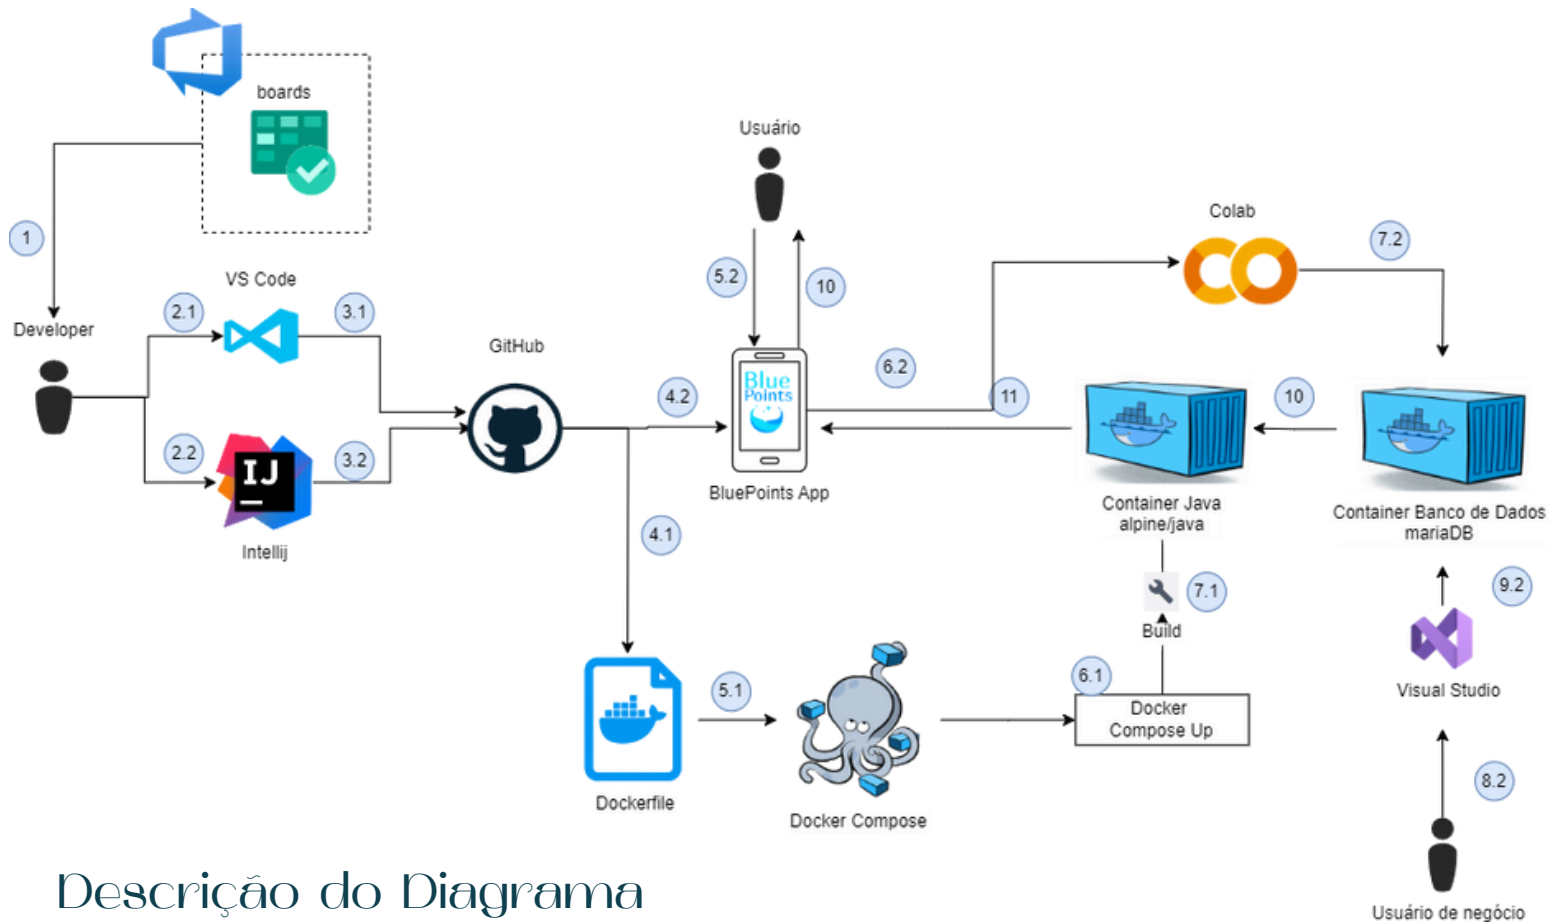 boards
Usuário
1
Colab
7.2
VS Code
5.2
10
2.1
3.1
Developer
GitHub
6.2
Blue
Points
4.2
11
10
2.2
3.2
IJ
BluePoints App
Container Java
alpine/java
Container Banco de Dados
mariaDB
4.1
Intellij
7.1
9.2
Build
6.1
5.1
Visual Studio
Docker
Compose Up
8.2
Dockerfile
Docker Compose
Descrição do Diagrama
Usuário de negócio